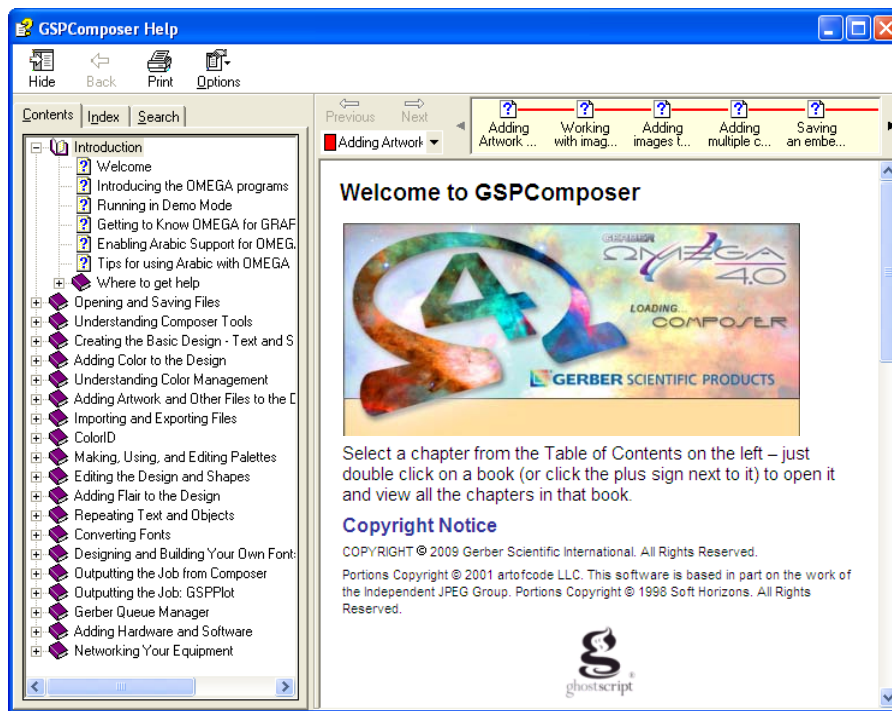 GSPComposer Help
Hide Back Print Options
Contents Index Search
Introduction
Welcome
Introducing the OMEGA programs
Running in Demo Mode
Getting to Know OMEGA for GRAF
Enabling Arabic Support for OMEG
Tips for using Arabic with OMEGA
Where to get help
Opening and Saving Files
Understanding Composer Tools
Creating the Basic Design - Text and S
Adding Color to the Design
Understanding Color Management
Adding Artwork and Other Files to the D
Importing and Exporting Files
ColorID
Making, Using, and Editing Palettes
Editing the Design and Shapes
Adding Flair to the Design
Repeating Text and Objects
Converting Fonts
Designing and Building Your Own Font
Outputting the Job from Composer
Outputting the Job: GSPPlot
Gerber Queue Manager
Adding Hardware and Software
Networking Your Equipment
Previous Next
Adding Artwork
Adding
Artwork ...
Working
with imag...
Adding
images t...
Adding
multiple c...
Saving
an embe...
Welcome to GSPComposer
GERBER
OMEGA
4.0
LOADING...
COMPOSER
GERBER SCIENTIFIC PRODUCTS
Select a chapter from the Table of Contents on the left – just
double click on a book (or click the plus sign next to it) to open it
and view all the chapters in that book.
Copyright Notice
COPYRIGHT © 2009 Gerber Scientific International. All Rights Reserved.
Portions Copyright © 2001 artofcode LLC. This software is based in part on the work of
the Independent JPEG Group. Portions Copyright © 1998 Soft Horizons. All Rights
Reserved.
ghostscript